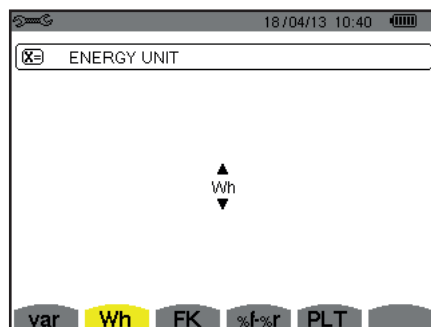 18/04/13 10:40
X= ENERGY UNIT
Wh
var Wh FK %f-%r PLT